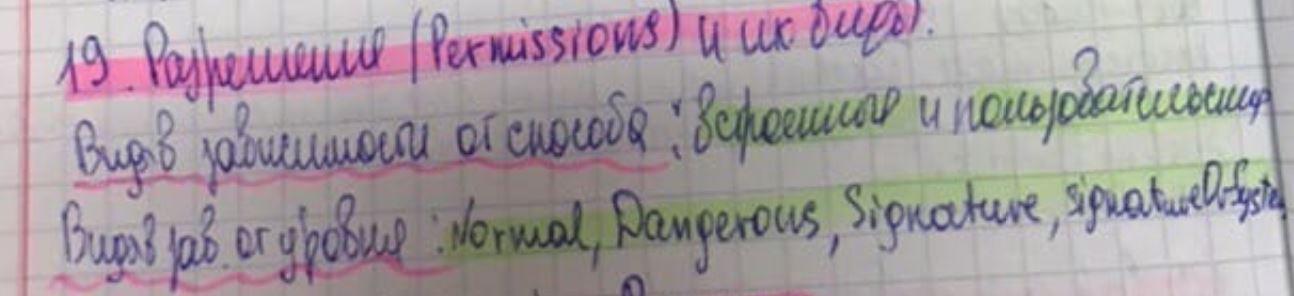 19. Разрешения (Permissions) и их виды.
Виды в зависимости от способа: Встроенные и пользовательские
Виды в зав. от уровня: Normal, Dangerous, Signature, signatureOrSystem